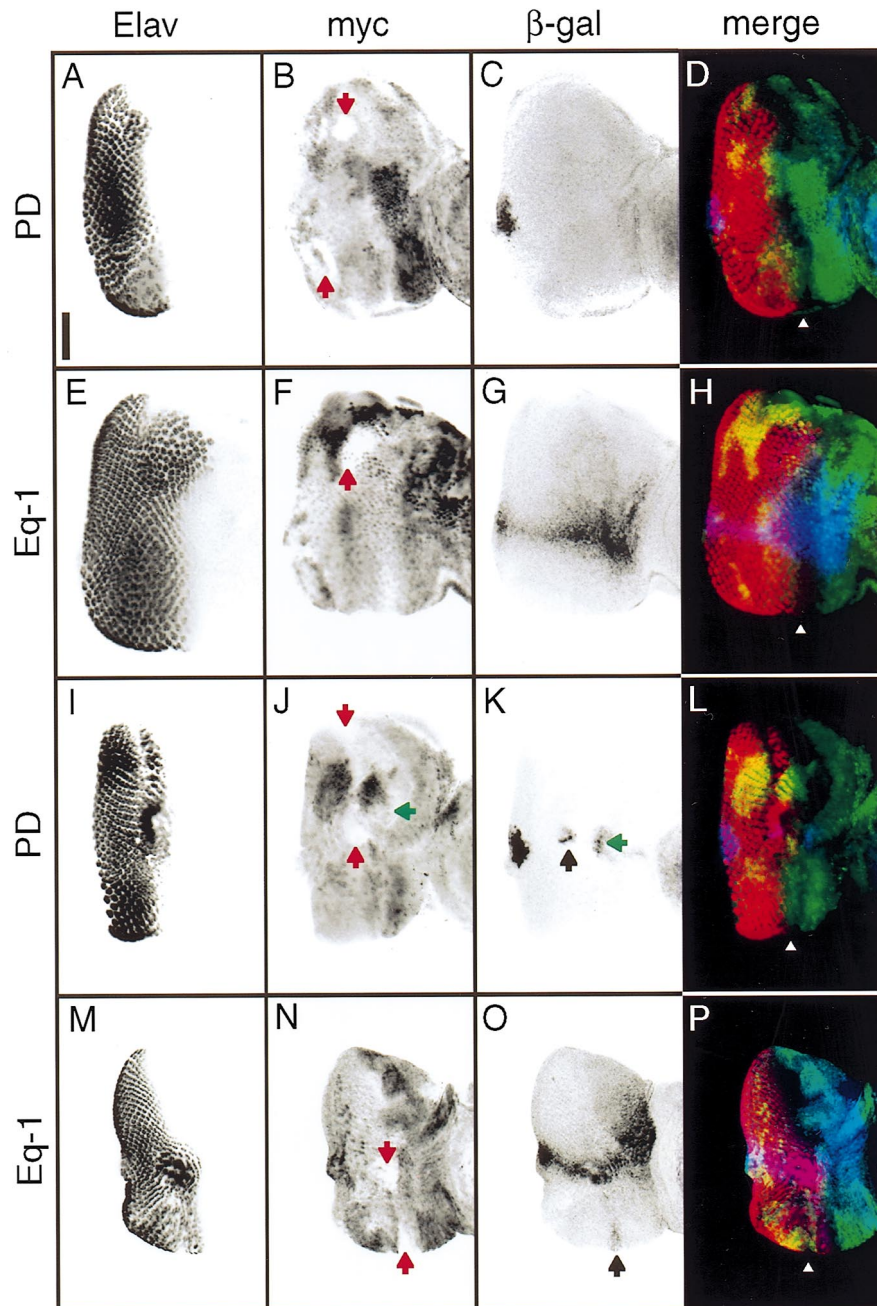 Elav myc β-gal merge
PD A B C D
Eq-1 E F G H
PD I J K L
Eq-1 M N O P